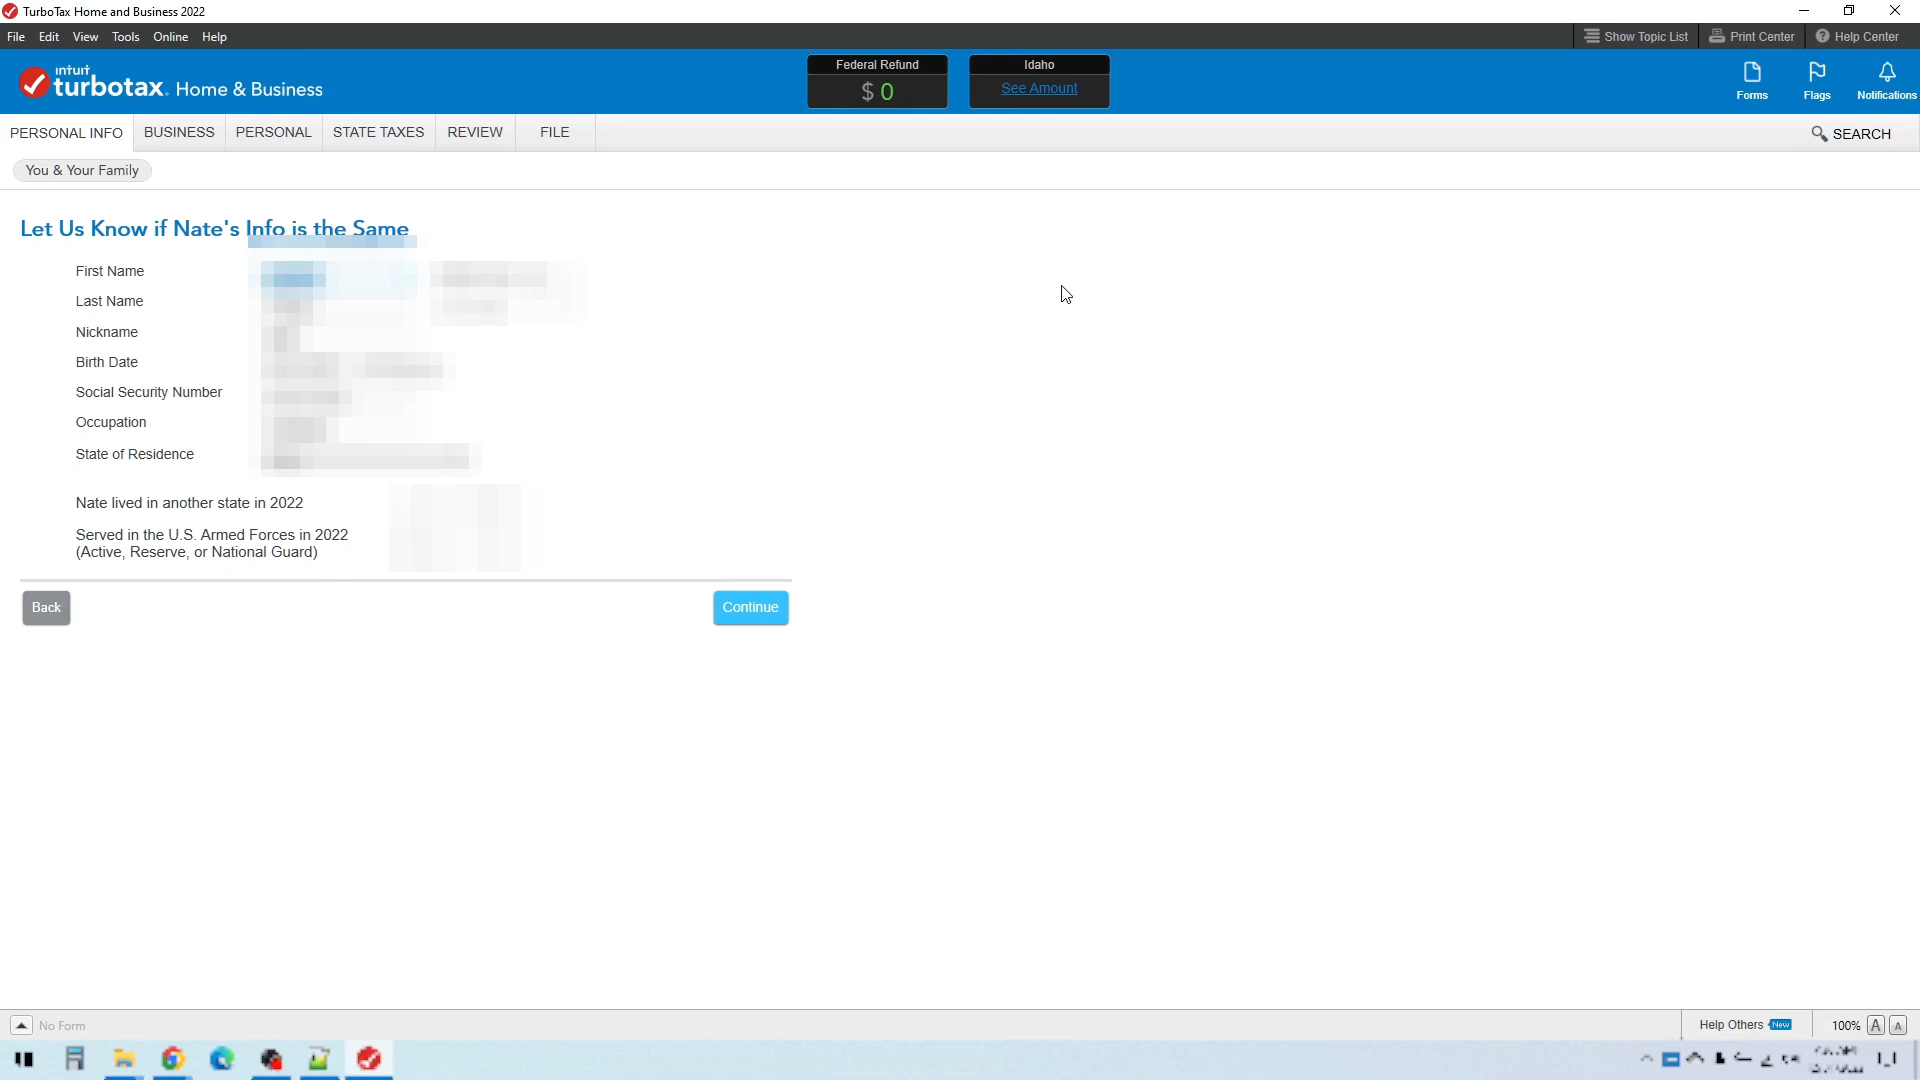 TurboTax Home and Business 2022
File Edit View Tools Online Help
Show Topic List Print Center Help Center
intuit turbotax. Home & Business
Federal Refund
$ 0
Idaho
See Amount
Forms Flags Notifications
PERSONAL INFO BUSINESS PERSONAL STATE TAXES REVIEW FILE SEARCH
You & Your Family
Let Us Know if Nate's Info is the Same
First Name
Last Name
Nickname
Birth Date
Social Security Number
Occupation
State of Residence
Nate lived in another state in 2022
Served in the U.S. Armed Forces in 2022
(Active, Reserve, or National Guard)
Back Continue
No Form Help Others New 100% A A